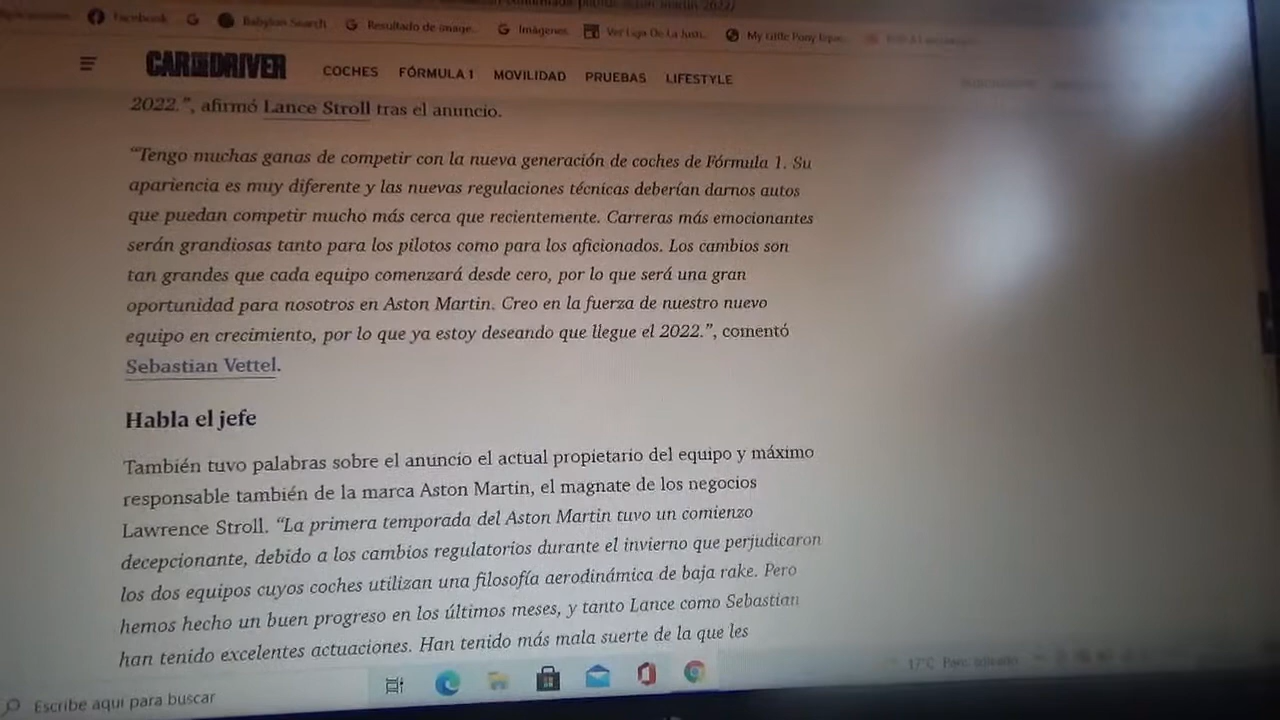 Facebook
Babylon Search
Resultado de image...
Imágenes
Ver Liga De La Justi...
My Little Pony Eque...
CAR AND DRIVER
COCHES FÓRMULA 1 MOVILIDAD PRUEBAS LIFESTYLE
2022.”, afirmó Lance Stroll tras el anuncio.
“Tengo muchas ganas de competir con la nueva generación de coches de Fórmula 1. Su
apariencia es muy diferente y las nuevas regulaciones técnicas deberían darnos autos
que puedan competir mucho más cerca que recientemente. Carreras más emocionantes
serán grandiosas tanto para los pilotos como para los aficionados. Los cambios son
tan grandes que cada equipo comenzará desde cero, por lo que será una gran
oportunidad para nosotros en Aston Martin. Creo en la fuerza de nuestro nuevo
equipo en crecimiento, por lo que ya estoy deseando que llegue el 2022.”, comentó
Sebastian Vettel.
Habla el jefe
También tuvo palabras sobre el anuncio el actual propietario del equipo y máximo
responsable también de la marca Aston Martin, el magnate de los negocios
Lawrence Stroll. “La primera temporada del Aston Martin tuvo un comienzo
decepcionante, debido a los cambios regulatorios durante el invierno que perjudicaron
los dos equipos cuyos coches utilizan una filosofía aerodinámica de baja rake. Pero
hemos hecho un buen progreso en los últimos meses, y tanto Lance como Sebastian
han tenido excelentes actuaciones. Han tenido más mala suerte de la que les
17°C Parc. soleado
Escribe aquí para buscar